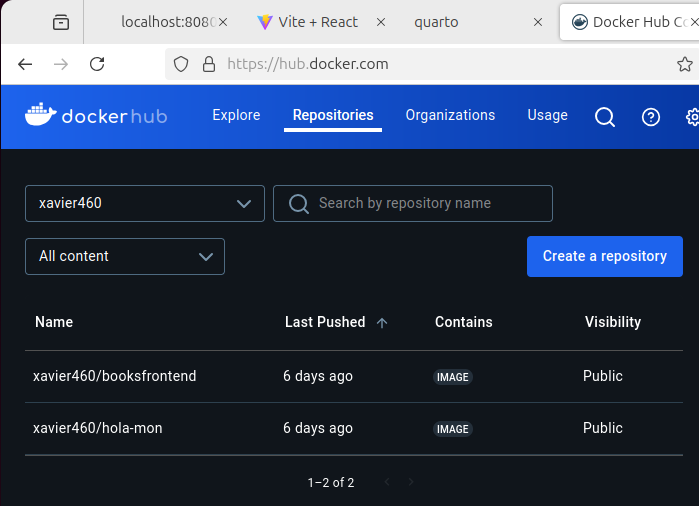 localhost:8080
Vite + React
quarto
Docker Hub Co
https://hub.docker.com
dockerhub
Explore
Repositories
Organizations
Usage
xavier460
Search by repository name
All content
Create a repository
Name Last Pushed Contains Visibility
xavier460/booksfrontend 6 days ago IMAGE Public
xavier460/hola-mon 6 days ago IMAGE Public
1–2 of 2